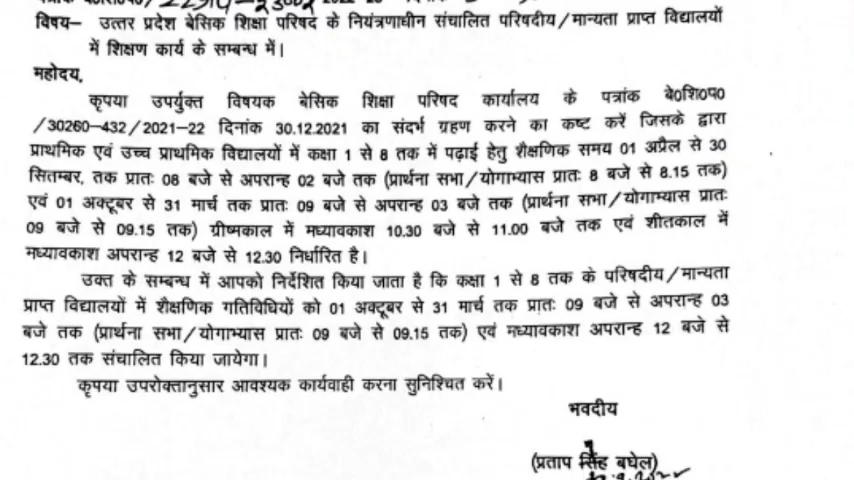 विषय– उत्तर प्रदेश बेसिक शिक्षा परिषद के नियंत्रणाधीन संचालित परिषदीय/मान्यता प्राप्त विद्यालयों
में शिक्षण कार्य के सम्बन्ध में।
महोदय,
कृपया उपर्युक्त विषयक बेसिक शिक्षा परिषद कार्यालय के पत्रांक बे0शि0प0
/30260–432/2021–22 दिनांक 30.12.2021 का संदर्भ ग्रहण करने का कष्ट करें जिसके द्वारा
प्राथमिक एवं उच्च प्राथमिक विद्यालयों में कक्षा 1 से 8 तक में पढ़ाई हेतु शैक्षणिक समय 01 अप्रैल से 30
सितम्बर, तक प्रातः 08 बजे से अपरान्ह 02 बजे तक (प्रार्थना सभा/योगाभ्यास प्रातः 8 बजे से 8.15 तक)
एवं 01 अक्टूबर से 31 मार्च तक प्रातः 09 बजे से अपरान्ह 03 बजे तक (प्रार्थना सभा/योगाभ्यास प्रातः
09 बजे से 09.15 तक) ग्रीष्मकाल में मध्यावकाश 10.30 बजे से 11.00 बजे तक एवं शीतकाल में
मध्यावकाश अपरान्ह 12 बजे से 12.30 निर्धारित है।
उक्त के सम्बन्ध में आपको निर्देशित किया जाता है कि कक्षा 1 से 8 तक के परिषदीय/मान्यता
प्राप्त विद्यालयों में शैक्षणिक गतिविधियों को 01 अक्टूबर से 31 मार्च तक प्रातः 09 बजे से अपरान्ह 03
बजे तक (प्रार्थना सभा/योगाभ्यास प्रातः 09 बजे से 09.15 तक) एवं मध्यावकाश अपरान्ह 12 बजे से
12.30 तक संचालित किया जायेगा।
कृपया उपरोक्तानुसार आवश्यक कार्यवाही करना सुनिश्चित करें।
भवदीय
(प्रताप सिंह बघेल)